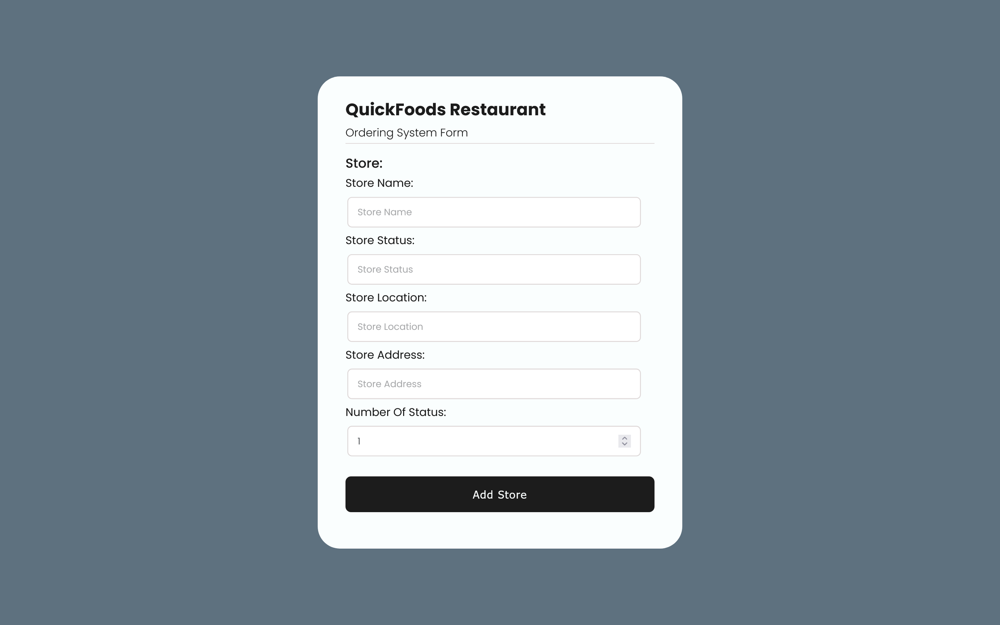 QuickFoods Restaurant
Ordering System Form
Store:
Store Name:
Store Name
Store Status:
Store Status
Store Location:
Store Location
Store Address:
Store Address
Number Of Status:
1
Add Store